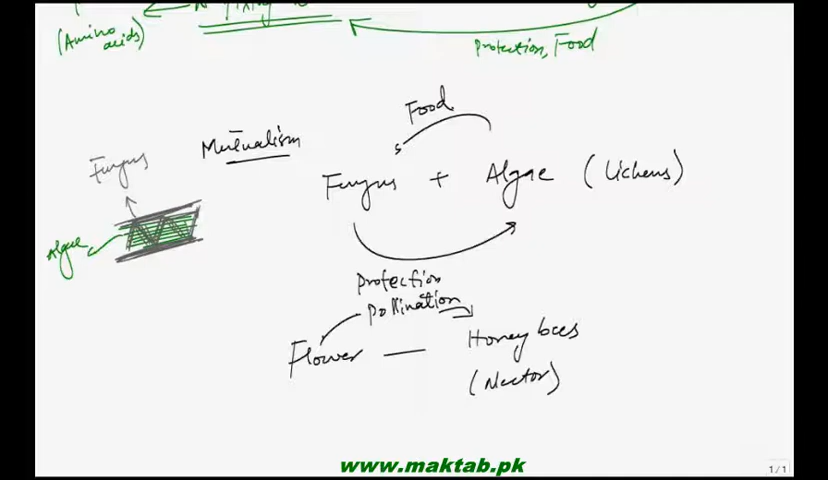 (Amino
acids)
Protection, Food
Food
Mutualism
Fungus
Fungus + Algae (Lichens)
Algae
Protection
pollination
Flower — Honey bees
(Nector)
www.maktab.pk
1/1